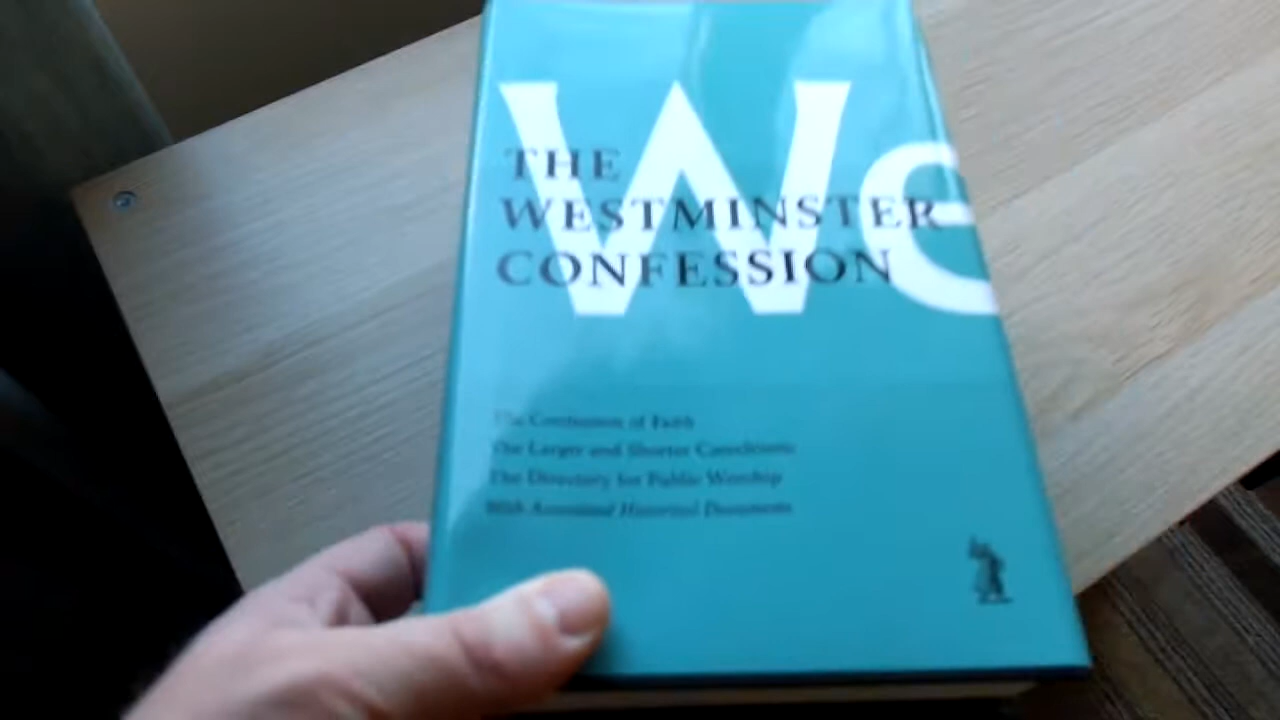 We
THE
WESTMINSTER
CONFESSION
The Confession of Faith
The Larger and Shorter Catechisms
The Directory for Public Worship
With Associated Historical Documents